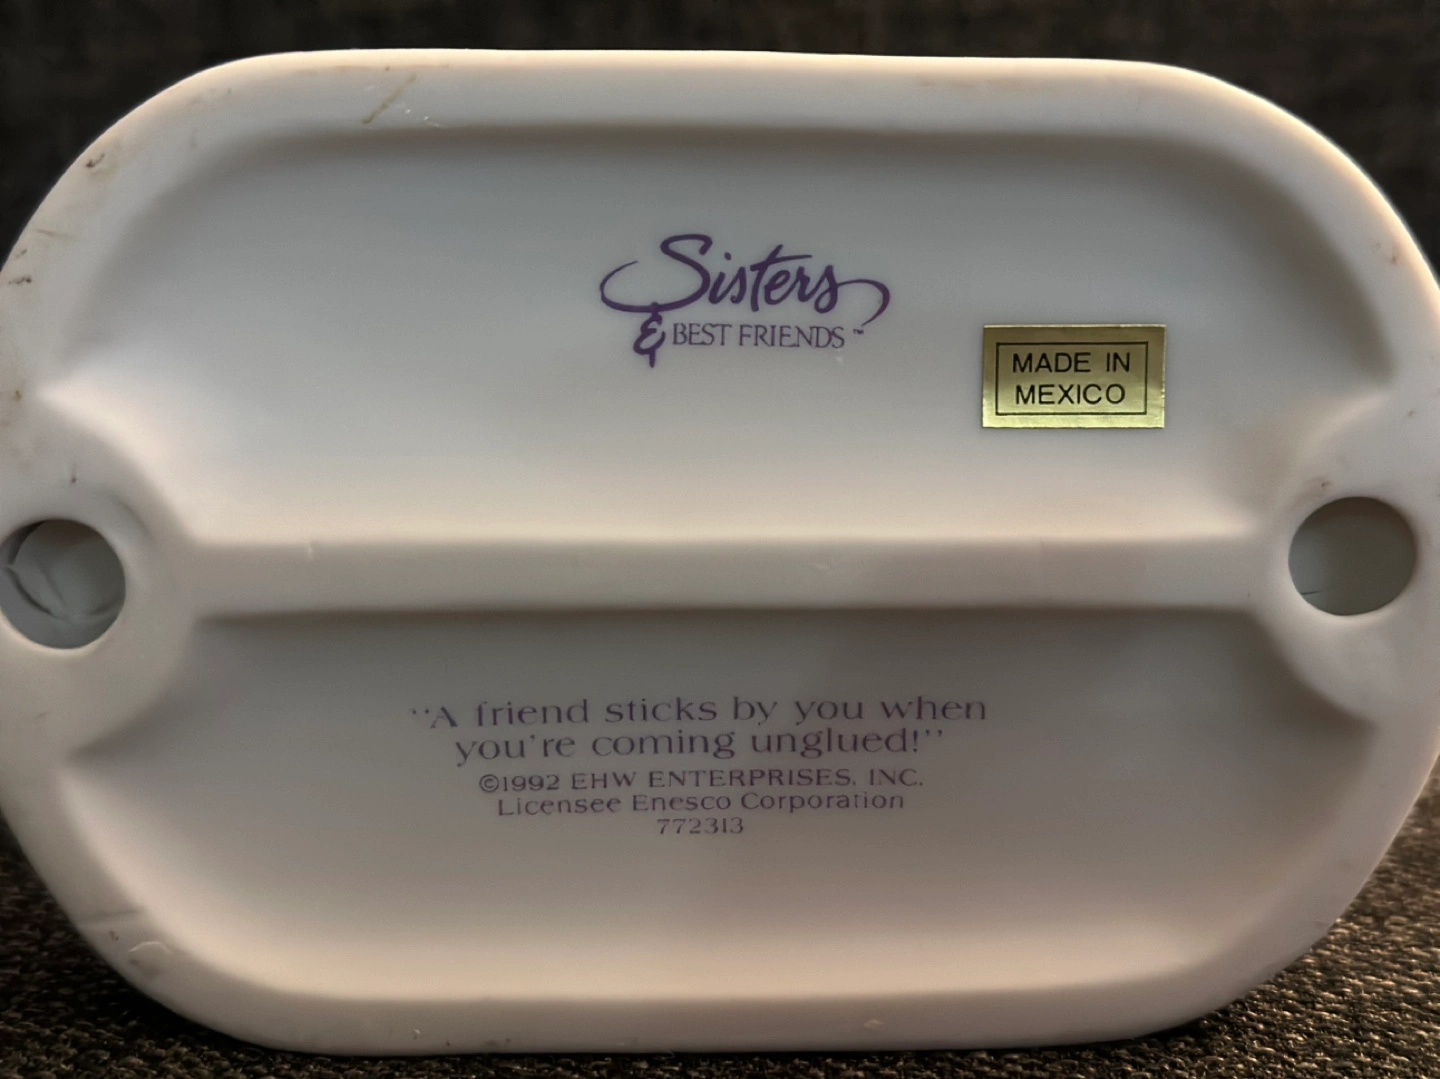 Sisters
& BEST FRIENDS™
MADE IN
MEXICO
"A friend sticks by you when
you're coming unglued!"
©1992 EHW ENTERPRISES, INC.
Licensee Enesco Corporation
772313